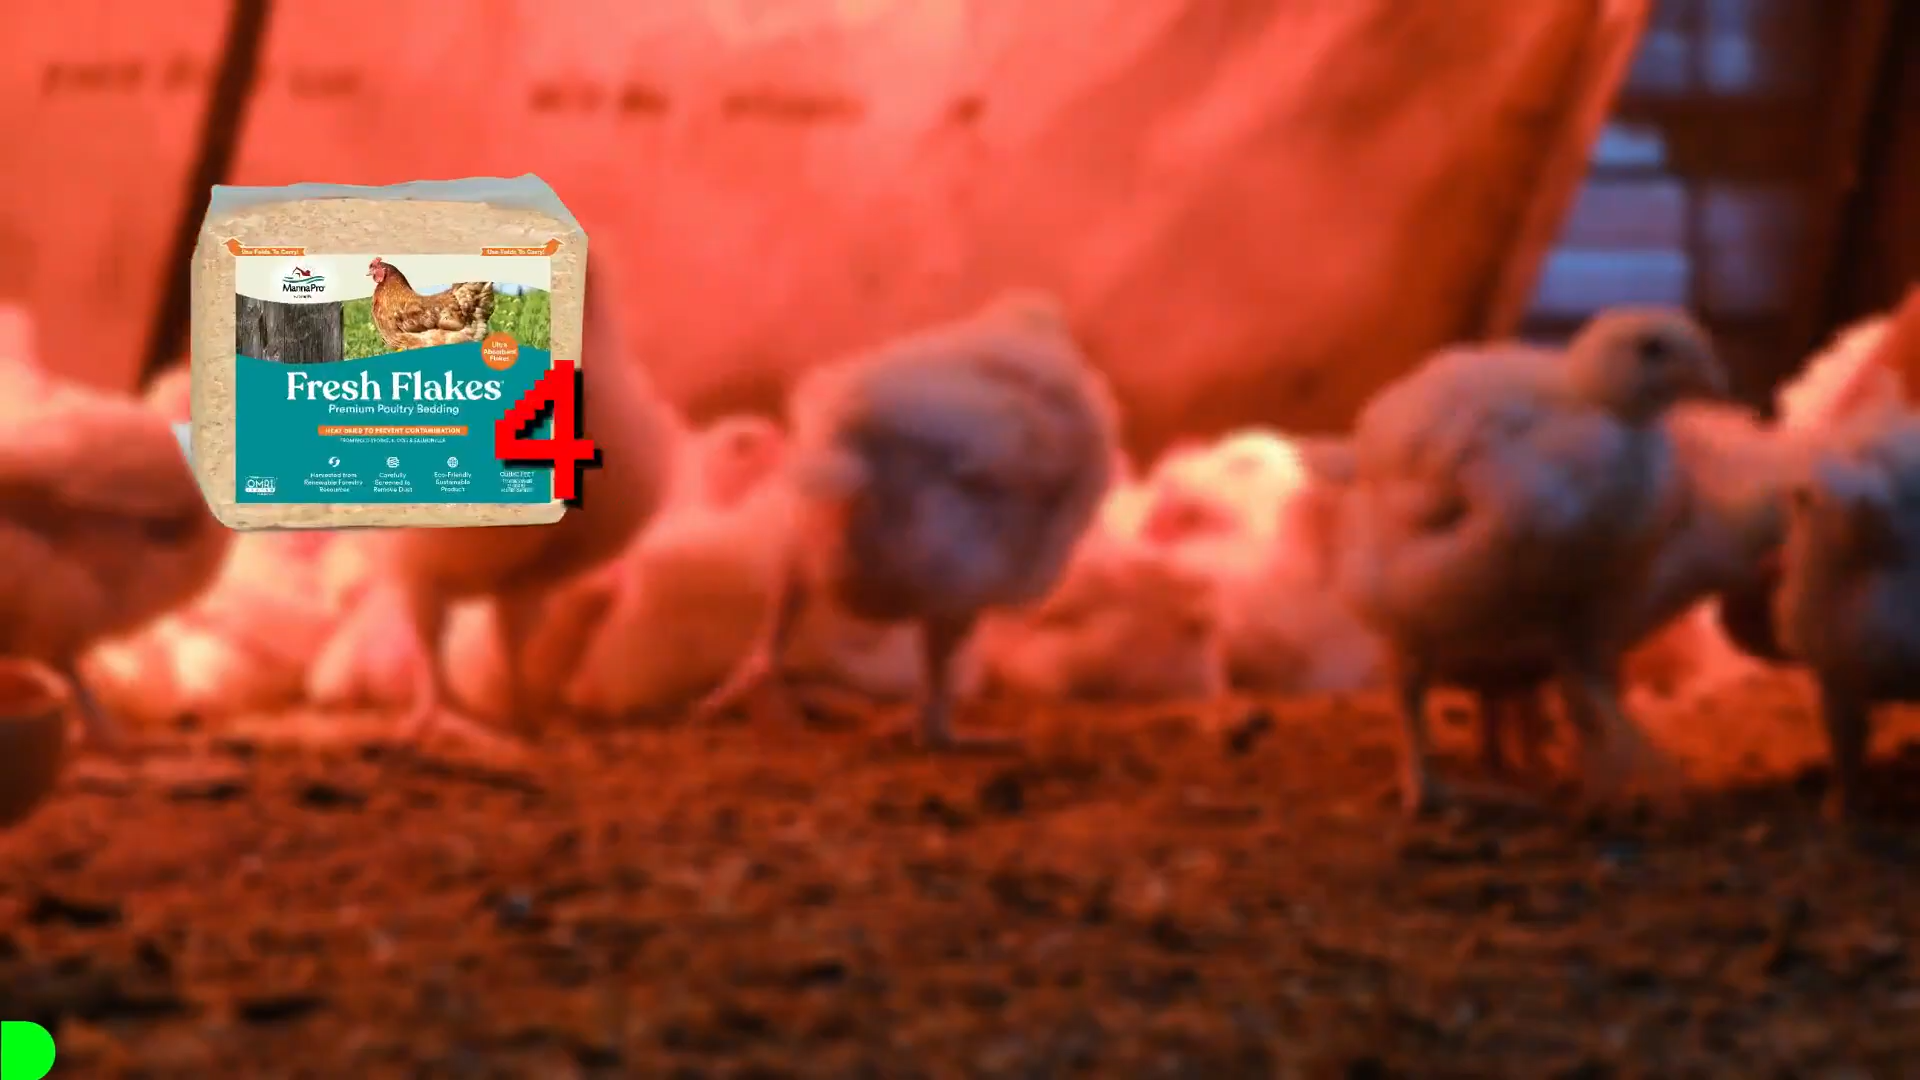 Use Folds To Carry!
Use Folds To Carry!
MannaPro
Ultra
Absorbent
Flakes
Fresh Flakes
4
Premium Poultry Bedding
HEAT DRIED TO PREVENT CONTAMINATION
Harvested from
Renewable Forestry
Resources
Carefully
Screened to
Remove Dust
Eco-Friendly
Sustainable
Product
OMRI